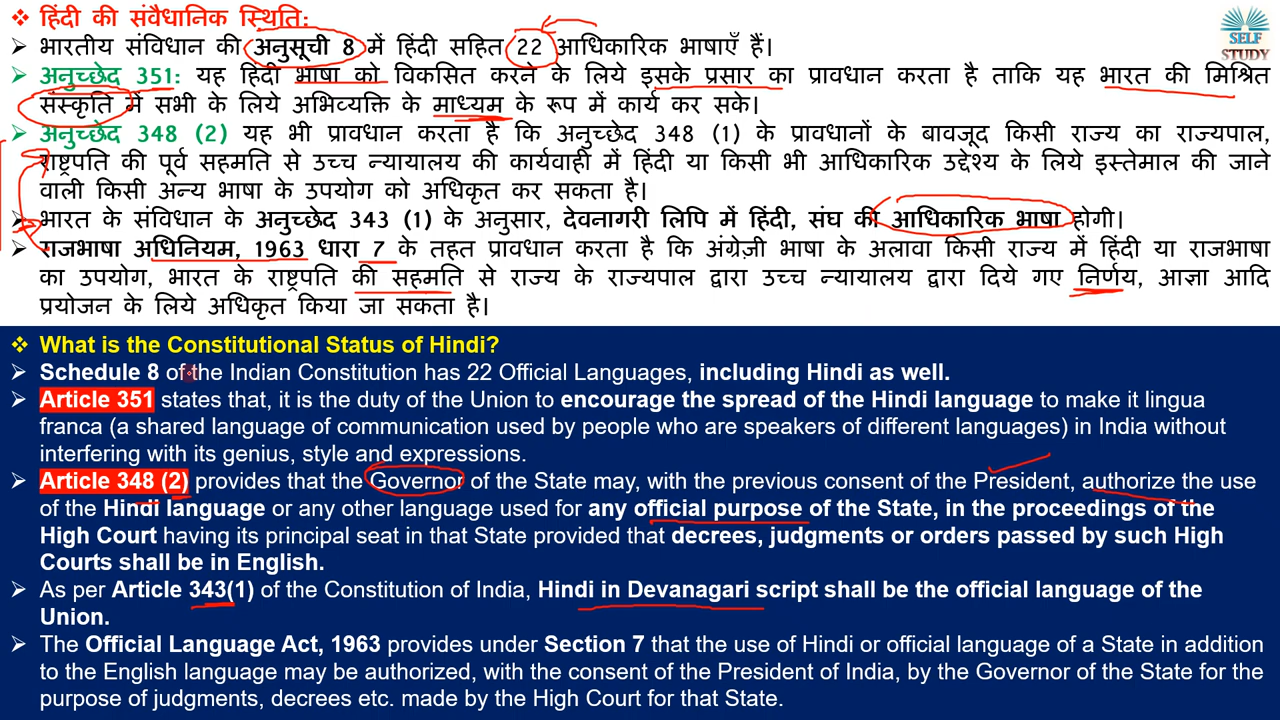 ❖ हिंदी की संवैधानिक स्थिति:
SELF
STUDY
➢ भारतीय संविधान की अनुसूची 8 में हिंदी सहित 22 आधिकारिक भाषाएँ हैं।
➢ अनुच्छेद 351: यह हिंदी भाषा को विकसित करने के लिये इसके प्रसार का प्रावधान करता है ताकि यह भारत की मिश्रित
संस्कृति में सभी के लिये अभिव्यक्ति के माध्यम के रूप में कार्य कर सके।
➢ अनुच्छेद 348 (2) यह भी प्रावधान करता है कि अनुच्छेद 348 (1) के प्रावधानों के बावजूद किसी राज्य का राज्यपाल,
राष्ट्रपति की पूर्व सहमति से उच्च न्यायालय की कार्यवाही में हिंदी या किसी भी आधिकारिक उद्देश्य के लिये इस्तेमाल की जाने
वाली किसी अन्य भाषा के उपयोग को अधिकृत कर सकता है।
➢ भारत के संविधान के अनुच्छेद 343 (1) के अनुसार, देवनागरी लिपि में हिंदी, संघ की आधिकारिक भाषा होगी।
➢ राजभाषा अधिनियम, 1963 धारा 7 के तहत प्रावधान करता है कि अंग्रेज़ी भाषा के अलावा किसी राज्य में हिंदी या राजभाषा
का उपयोग, भारत के राष्ट्रपति की सहमति से राज्य के राज्यपाल द्वारा उच्च न्यायालय द्वारा दिये गए निर्णय, आज्ञा आदि
प्रयोजन के लिये अधिकृत किया जा सकता है।
❖ What is the Constitutional Status of Hindi?
➢ Schedule 8 of the Indian Constitution has 22 Official Languages, including Hindi as well.
➢ Article 351 states that, it is the duty of the Union to encourage the spread of the Hindi language to make it lingua
franca (a shared language of communication used by people who are speakers of different languages) in India without
interfering with its genius, style and expressions.
➢ Article 348 (2) provides that the Governor of the State may, with the previous consent of the President, authorize the use
of the Hindi language or any other language used for any official purpose of the State, in the proceedings of the
High Court having its principal seat in that State provided that decrees, judgments or orders passed by such High
Courts shall be in English.
➢ As per Article 343(1) of the Constitution of India, Hindi in Devanagari script shall be the official language of the
Union.
➢ The Official Language Act, 1963 provides under Section 7 that the use of Hindi or official language of a State in addition
to the English language may be authorized, with the consent of the President of India, by the Governor of the State for the
purpose of judgments, decrees etc. made by the High Court for that State.